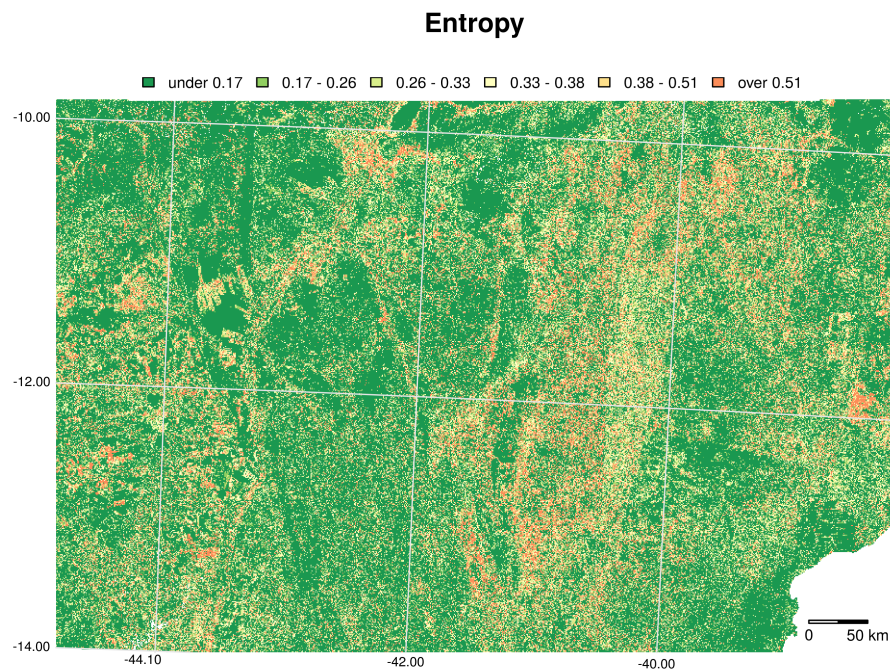 Entropy
under 0.17 0.17 - 0.26 0.26 - 0.33 0.33 - 0.38 0.38 - 0.51 over 0.51
-10.00
-12.00
-14.00
0 50 km
-44.10 -42.00 -40.00